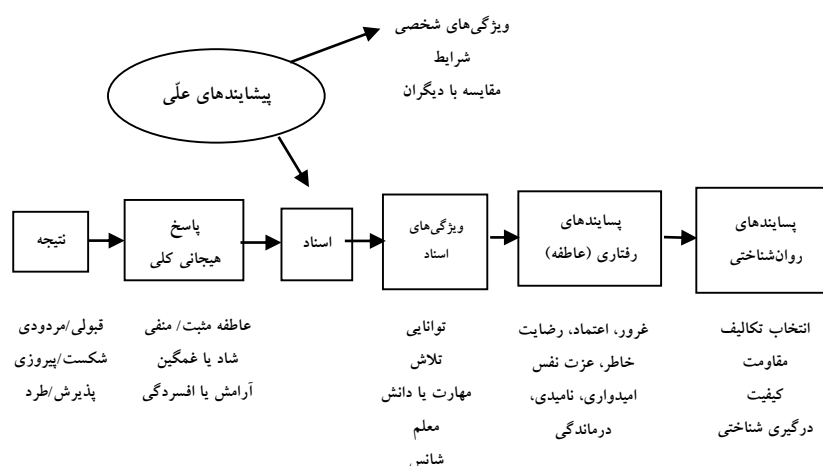 ویژگی‌های شخصی
شرایط
مقایسه با دیگران
پیشایندهای علّی
نتیجه
پاسخ
هیجانی کلی
اسناد
ویژگی‌های
اسناد
پسایندهای
رفتاری (عاطفه)
پسایندهای
روان‌شناختی
قبولی/مردودی
شکست/پیروزی
پذیرش/طرد
عاطفه مثبت/ منفی
شاد یا غمگین
آرامش یا افسردگی
توانایی
تلاش
مهارت یا دانش
معلم
شانس
غرور، اعتماد، رضایت
خاطر، عزت نفس
امیدواری، نامیدی،
درماندگی
انتخاب تکالیف
مقاومت
کیفیت
درگیری شناختی